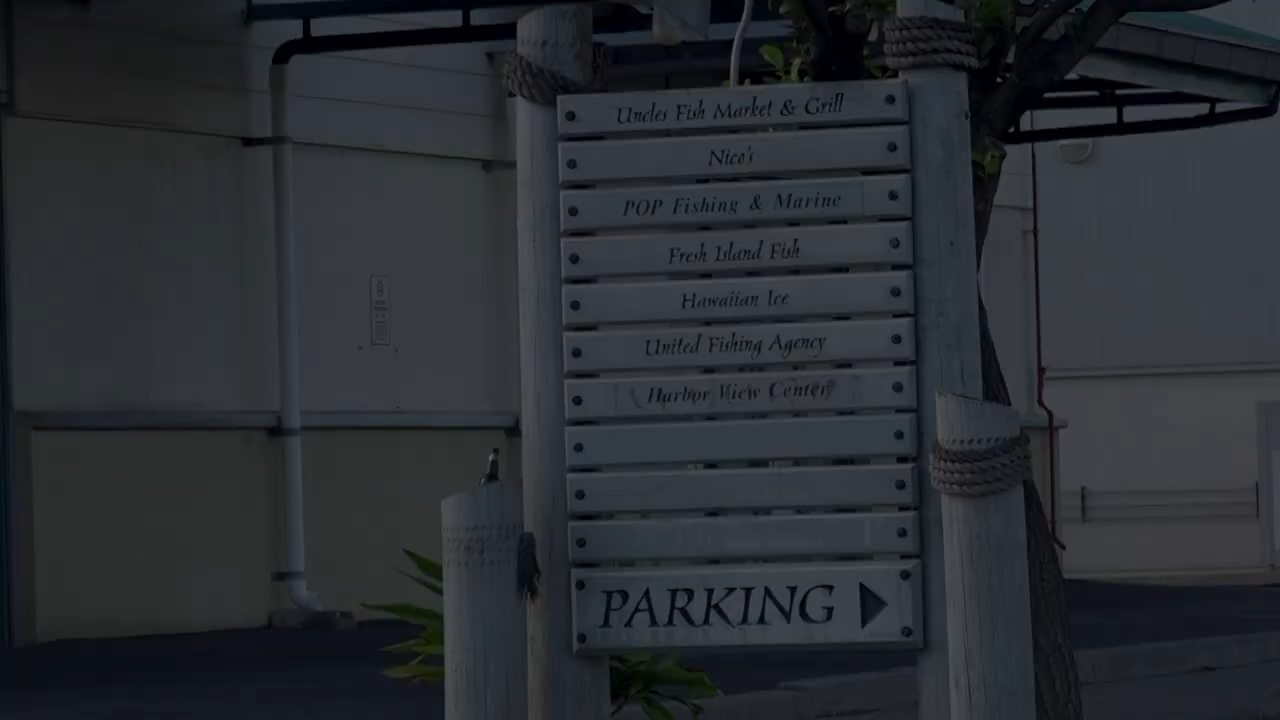 Uncles Fish Market & Grill
Nico's
POP Fishing & Marine
Fresh Island Fish
Hawaiian Ice
United Fishing Agency
Harbor View Center
PARKING